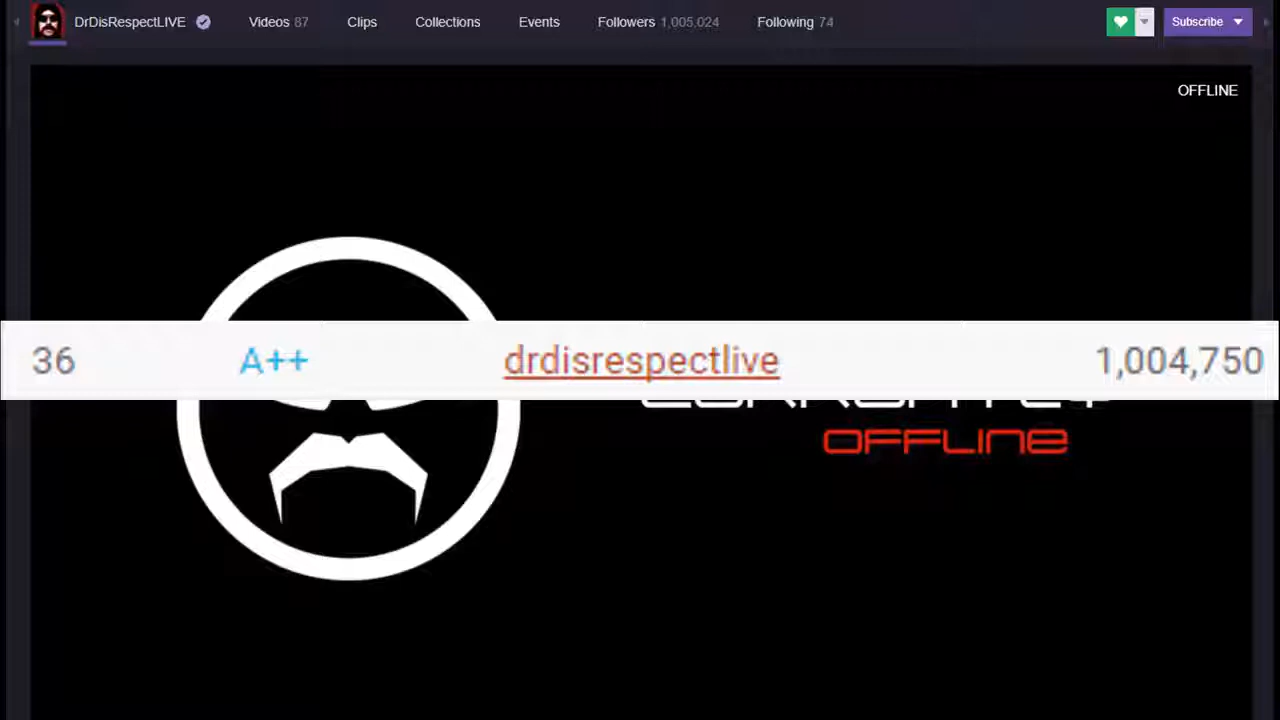 DrDisRespectLIVE Videos 87 Clips Collections Events Followers 1,005,024 Following 74 Subscribe
OFFLINE
36 A++ drdisrespectlive 1,004,750
OFFLINE